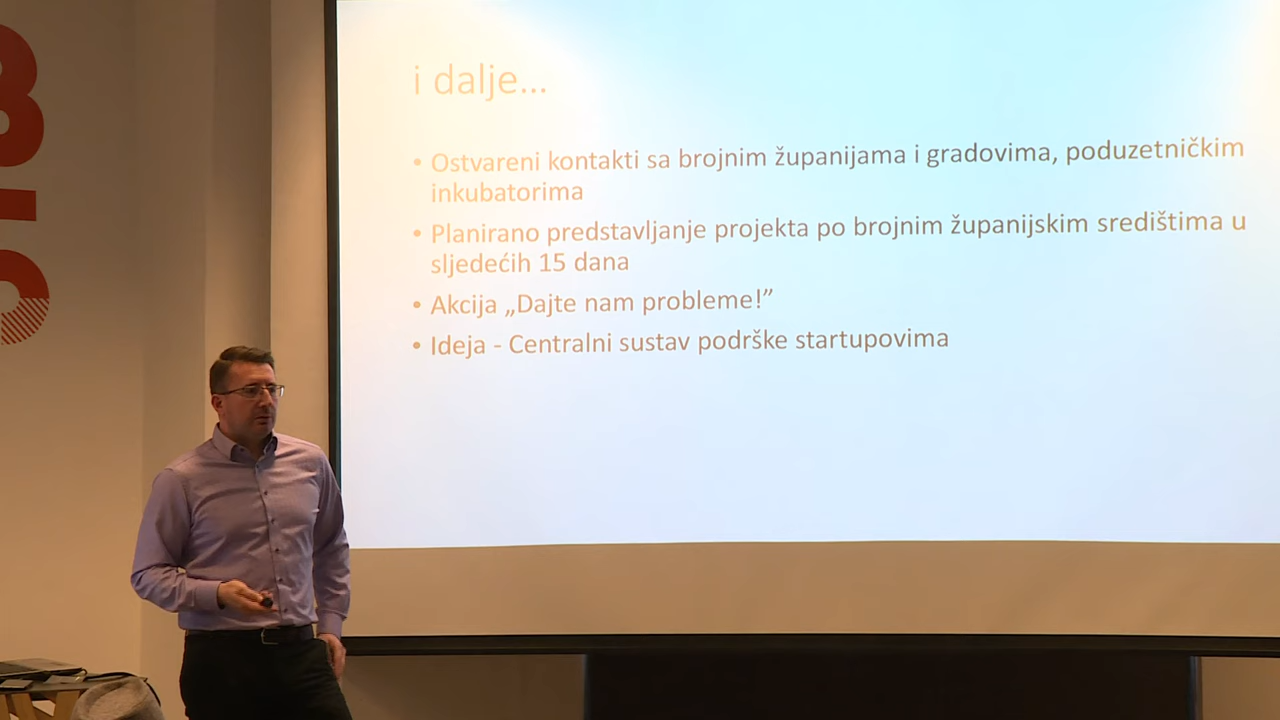 i dalje...
• Ostvareni kontakti sa brojnim županijama i gradovima, poduzetničkim
inkubatorima
• Planirano predstavljanje projekta po brojnim županijskim središtima u
sljedećih 15 dana
• Akcija „Dajte nam probleme!”
• Ideja - Centralni sustav podrške startupovima